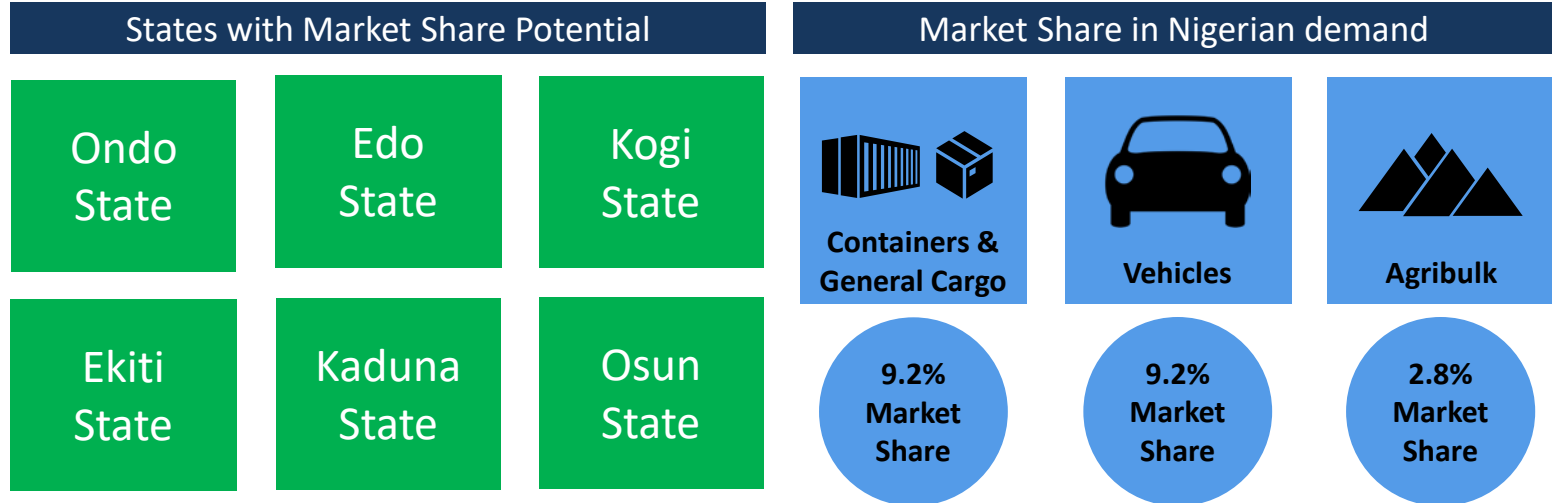 States with Market Share Potential
Market Share in Nigerian demand
Ondo
State
Edo
State
Kogi
State
Ekiti
State
Kaduna
State
Osun
State
Containers &
General Cargo
Vehicles
Agribulk
9.2%
Market
Share
9.2%
Market
Share
2.8%
Market
Share